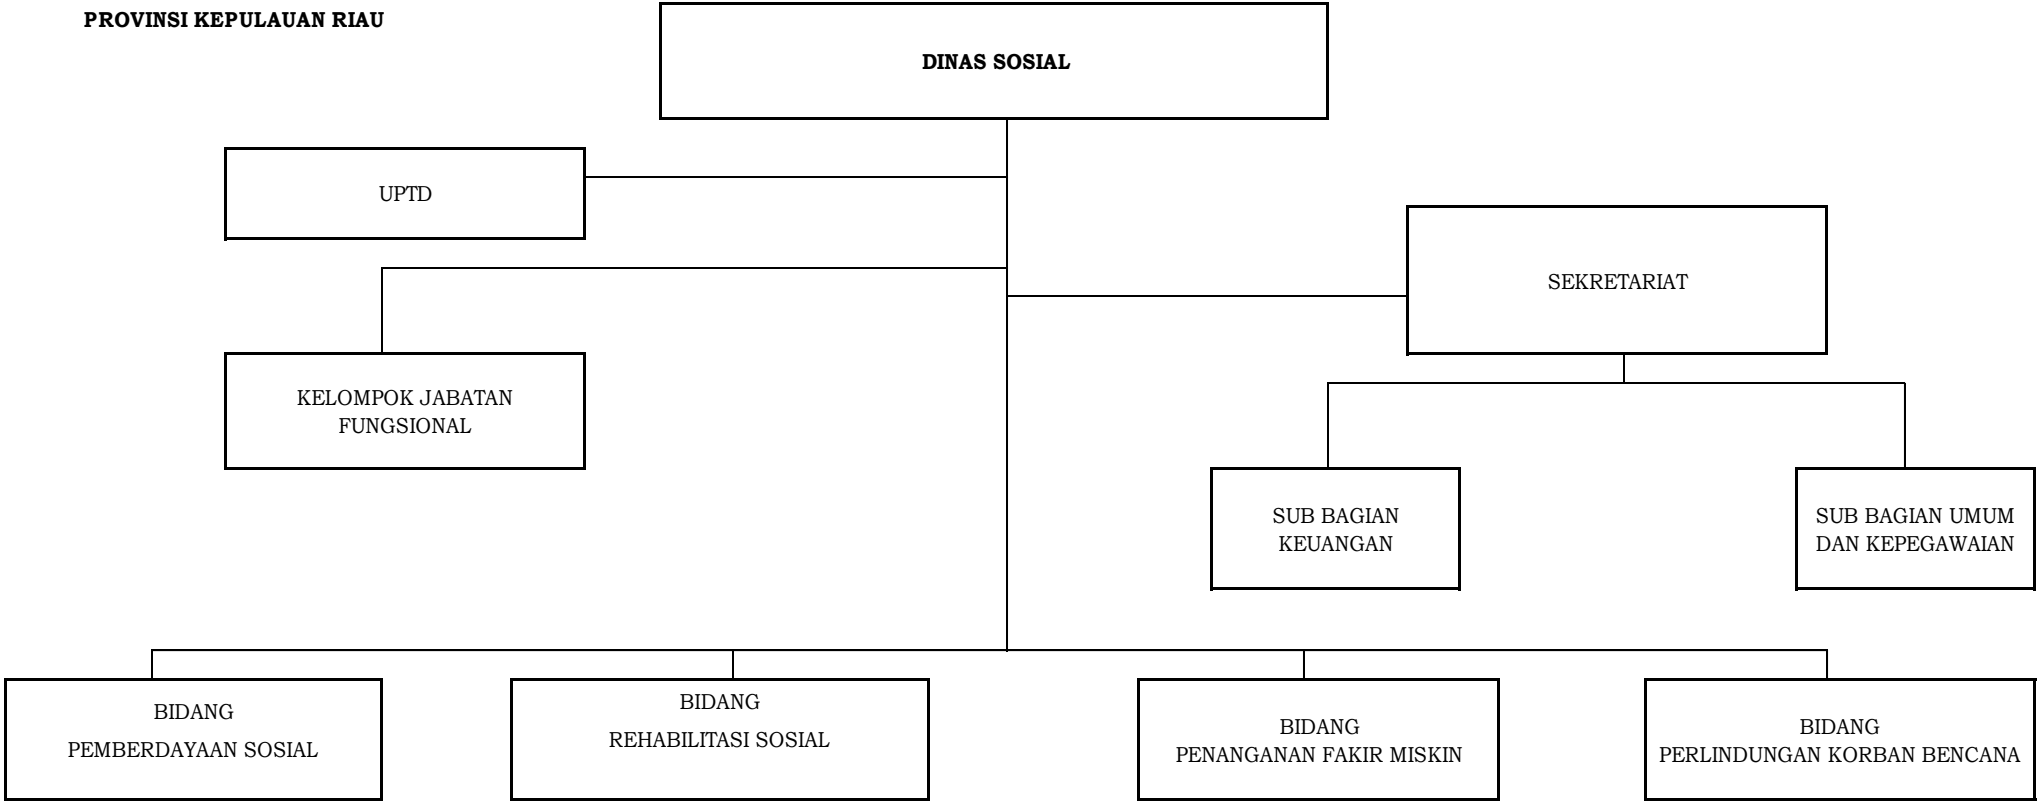 PROVINSI KEPULAUAN RIAU
DINAS SOSIAL
UPTD
SEKRETARIAT
KELOMPOK JABATAN
FUNGSIONAL
SUB BAGIAN
KEUANGAN
SUB BAGIAN UMUM
DAN KEPEGAWAIAN
BIDANG
PEMBERDAYAAN SOSIAL
BIDANG
REHABILITASI SOSIAL
BIDANG
PENANGANAN FAKIR MISKIN
BIDANG
PERLINDUNGAN KORBAN BENCANA